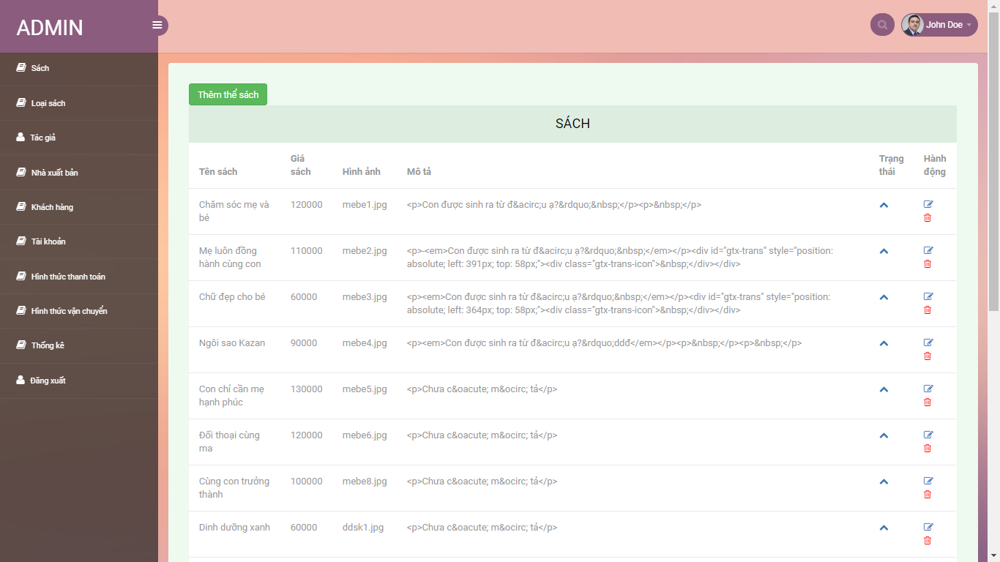 ADMIN
John Doe
Sách
Loại sách
Tác giả
Nhà xuất bản
Khách hàng
Tài khoản
Hình thức thanh toán
Hình thức vận chuyển
Thống kê
Đăng xuất
Thêm thể sách
SÁCH
Tên sách
Giá
sách
Hình ảnh
Mô tả
Trạng
thái
Hành
động
Chăm sóc mẹ và
bé
120000
mebe1.jpg
<p>Con được sinh ra từ đ&acirc;u ạ?&rdquo;&nbsp;</p><p>&nbsp;</p>
Mẹ luôn đồng
hành cùng con
110000
mebe2.jpg
<p>-<em>Con được sinh ra từ đ&acirc;u ạ?&rdquo;&nbsp;</em></p><div id="gtx-trans" style="position:
absolute; left: 391px; top: 58px;"><div class="gtx-trans-icon">&nbsp;</div></div>
Chữ đẹp cho bé
60000
mebe3.jpg
<p><em>Con được sinh ra từ đ&acirc;u ạ?&rdquo;&nbsp;</em></p><div id="gtx-trans" style="position:
absolute; left: 364px; top: 58px;"><div class="gtx-trans-icon">&nbsp;</div></div>
Ngôi sao Kazan
90000
mebe4.jpg
<p><em>Con được sinh ra từ đ&acirc;u ạ?&rdquo;ddđ</em></p><p>&nbsp;</p><p>&nbsp;</p>
Con chỉ cần mẹ
hạnh phúc
130000
mebe5.jpg
<p>Chưa c&oacute; m&ocirc; tả</p>
Đối thoại cùng
ma
120000
mebe6.jpg
<p>Chưa c&oacute; m&ocirc; tả</p>
Cùng con trưởng
thành
100000
mebe8.jpg
<p>Chưa c&oacute; m&ocirc; tả</p>
Dinh dưỡng xanh
60000
ddsk1.jpg
<p>Chưa c&oacute; m&ocirc; tả</p>